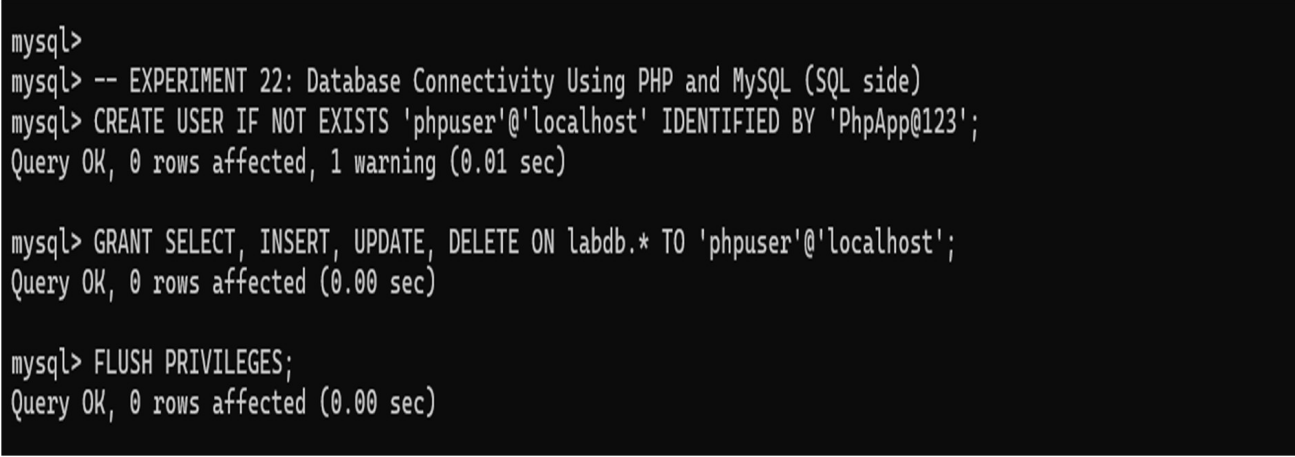 mysql>
mysql> -- EXPERIMENT 22: Database Connectivity Using PHP and MySQL (SQL side)
mysql> CREATE USER IF NOT EXISTS 'phpuser'@'localhost' IDENTIFIED BY 'PhpApp@123';
Query OK, 0 rows affected, 1 warning (0.01 sec)
mysql> GRANT SELECT, INSERT, UPDATE, DELETE ON labdb.* TO 'phpuser'@'localhost';
Query OK, 0 rows affected (0.00 sec)
mysql> FLUSH PRIVILEGES;
Query OK, 0 rows affected (0.00 sec)